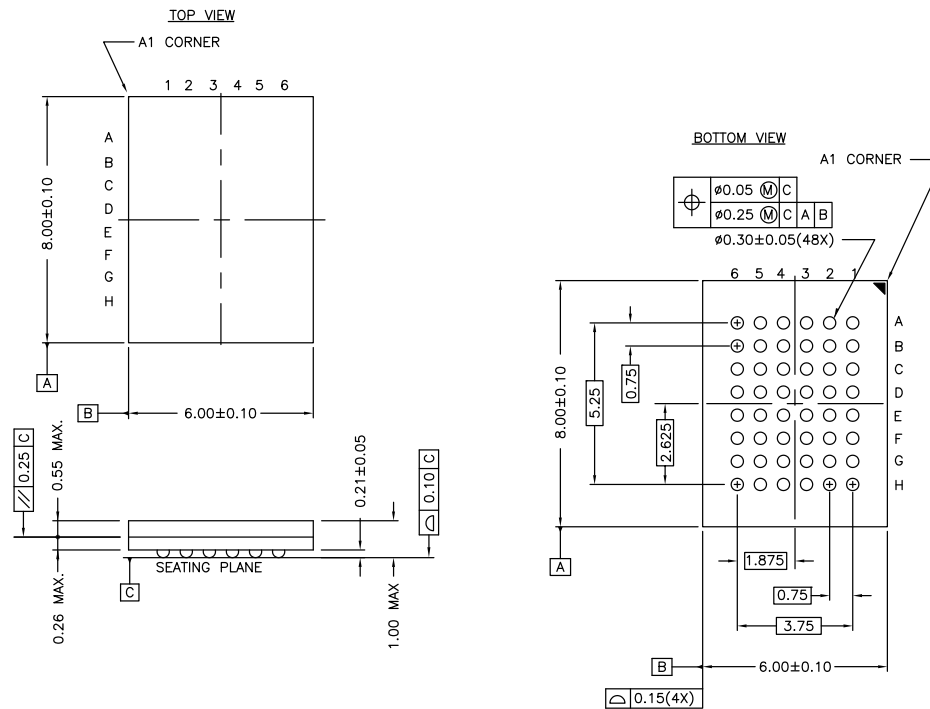 TOP VIEW
A1 CORNER
1 2 3 4 5 6
A
B
C
D
E
F
G
H
8.00±0.10
A
B
6.00±0.10
// 0.25 C
0.55 MAX.
0.21±0.05
⌓ 0.10 C
SEATING PLANE
C
0.26 MAX.
1.00 MAX
BOTTOM VIEW
A1 CORNER
⌖ ø0.05 Ⓜ C
ø0.25 Ⓜ C A B
ø0.30±0.05(48X)
6 5 4 3 2 1
A
B
C
D
E
F
G
H
8.00±0.10
5.25
0.75
2.625
A
1.875
0.75
3.75
B
6.00±0.10
⌓ 0.15(4X)